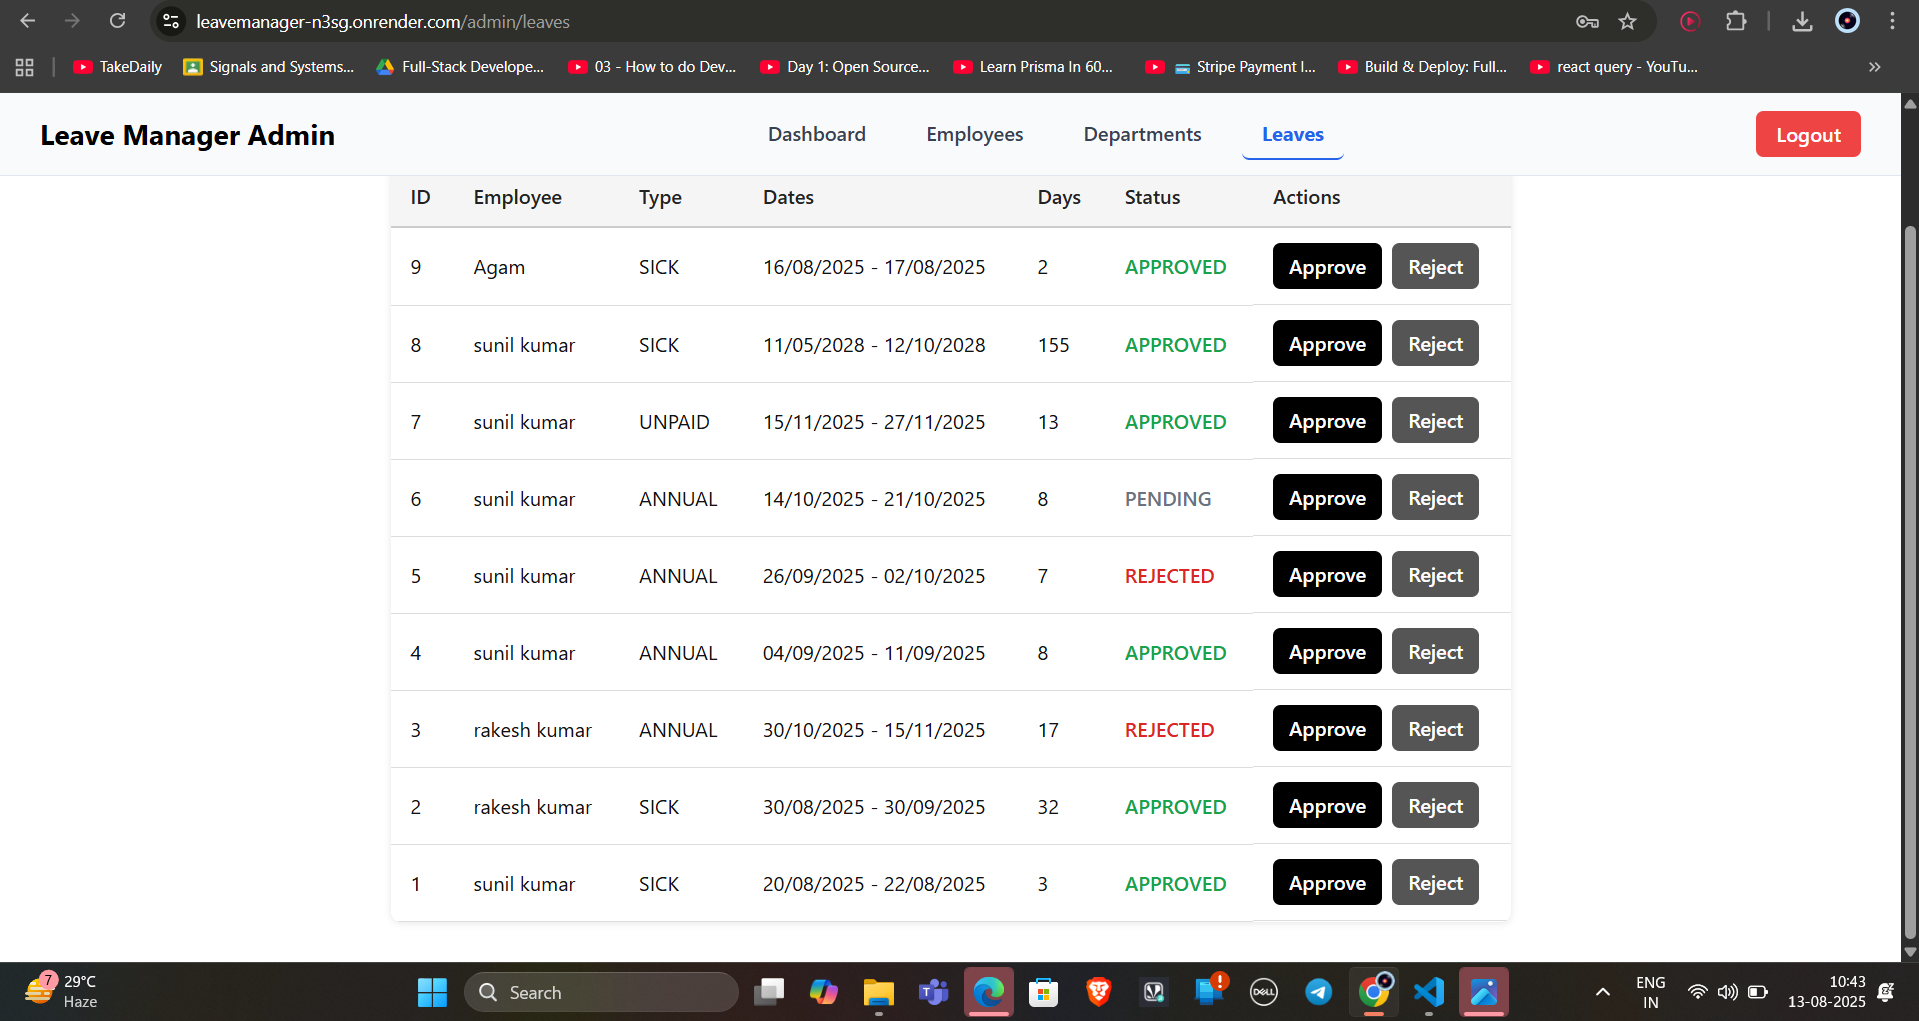 leavemanager-n3sg.onrender.com/admin/leaves
TakeDaily Signals and Systems... Full-Stack Develope... 03 - How to do Dev... Day 1: Open Source... Learn Prisma In 60... Stripe Payment I... Build & Deploy: Full... react query - YouTu...
Leave Manager Admin Dashboard Employees Departments Leaves Logout
ID Employee Type Dates Days Status Actions
9 Agam SICK 16/08/2025 - 17/08/2025 2 APPROVED Approve Reject
8 sunil kumar SICK 11/05/2028 - 12/10/2028 155 APPROVED Approve Reject
7 sunil kumar UNPAID 15/11/2025 - 27/11/2025 13 APPROVED Approve Reject
6 sunil kumar ANNUAL 14/10/2025 - 21/10/2025 8 PENDING Approve Reject
5 sunil kumar ANNUAL 26/09/2025 - 02/10/2025 7 REJECTED Approve Reject
4 sunil kumar ANNUAL 04/09/2025 - 11/09/2025 8 APPROVED Approve Reject
3 rakesh kumar ANNUAL 30/10/2025 - 15/11/2025 17 REJECTED Approve Reject
2 rakesh kumar SICK 30/08/2025 - 30/09/2025 32 APPROVED Approve Reject
1 sunil kumar SICK 20/08/2025 - 22/08/2025 3 APPROVED Approve Reject
7 29°C Search DELL ENG 10:43
Haze IN 13-08-2025